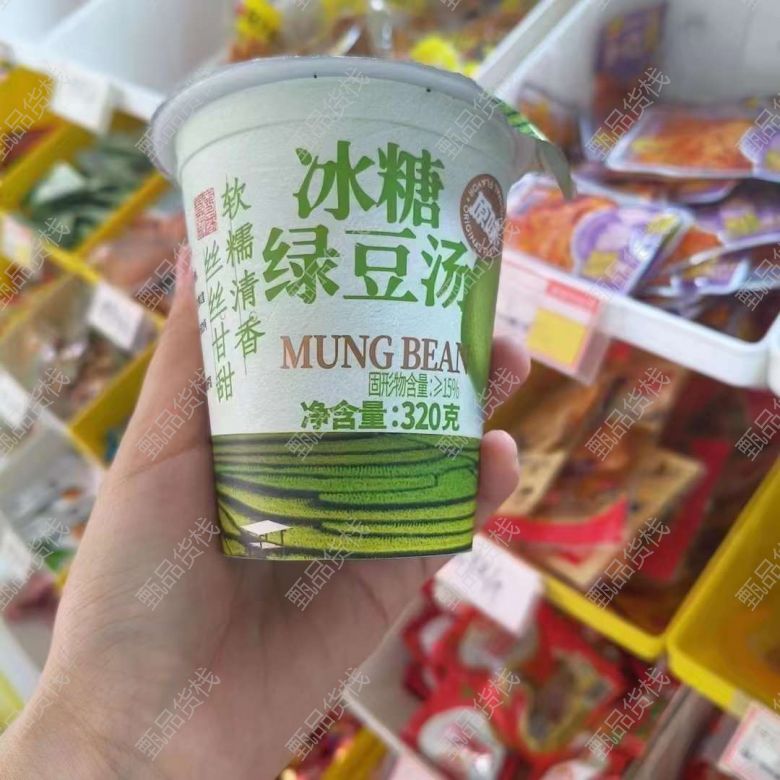 冰糖
绿豆汤
MUNG BEAN
固形物含量:≥15%
净含量:320克
软糯清香
丝丝甘甜
甄品货栈